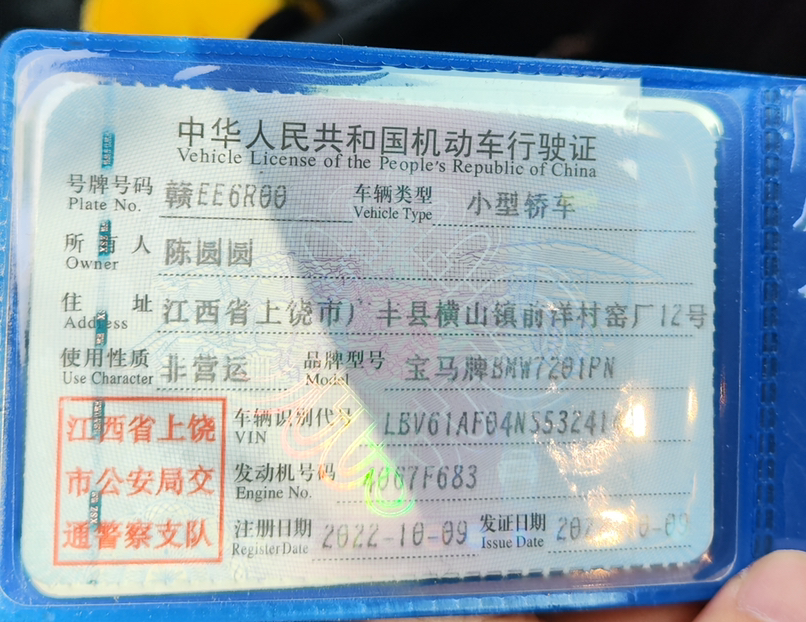 中华人民共和国机动车行驶证
Vehicle License of the People's Republic of China
号牌号码 赣EE6R00 车辆类型 小型轿车
Plate No. Vehicle Type
所有人 陈圆圆
Owner
住址 江西省上饶市广丰县横山镇前洋村窑厂12号
Address
使用性质 非营运 品牌型号 宝马牌BMW7201PN
Use Character Model
江西省上饶 车辆识别代号
VIN
市公安局交 发动机号码
Engine No.
通警察支队 注册日期 2022-10-09 发证日期
Register Date Issue Date